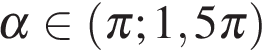 α ∈ (π; 1,5π)